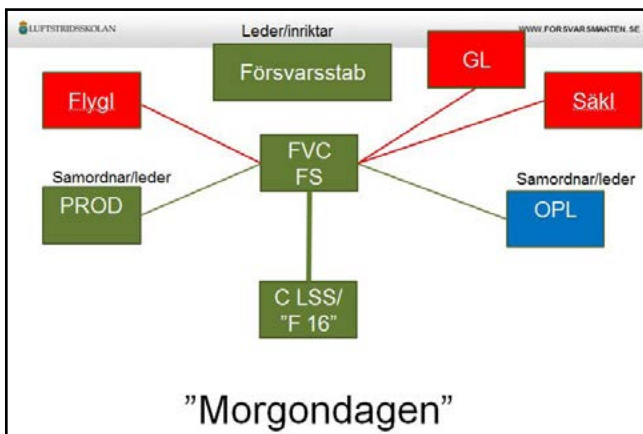 LUFTSTRIDSSKOLAN
WWW.FORSVARSMAKTEN.SE
Leder/inriktar
Försvarsstab
GL
Flygl
Säkl
FVC
FS
Samordnar/leder
PROD
Samordnar/leder
OPL
C LSS/
"F 16"
"Morgondagen"